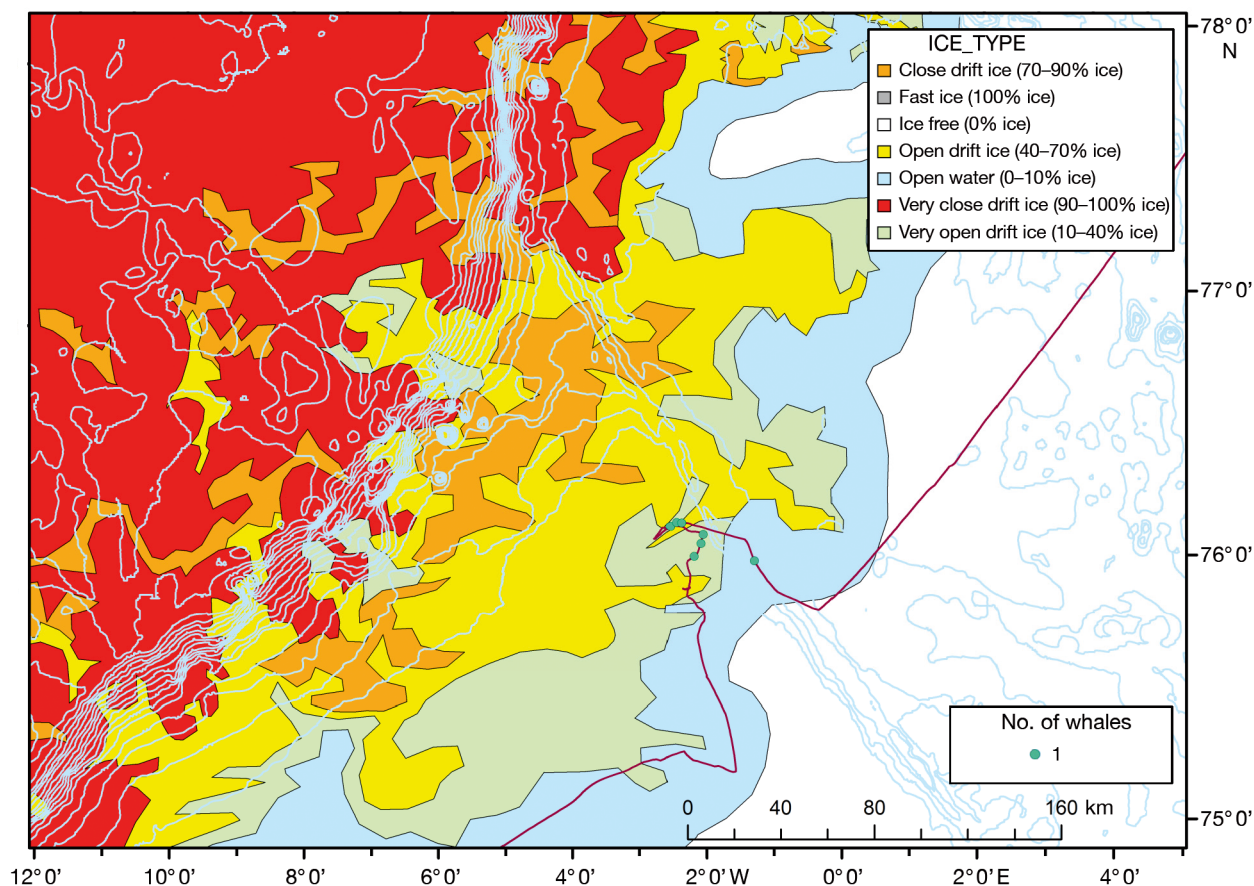 78° 0′
N
ICE_TYPE
Close drift ice (70–90% ice)
Fast ice (100% ice)
Ice free (0% ice)
Open drift ice (40–70% ice)
Open water (0–10% ice)
Very close drift ice (90–100% ice)
Very open drift ice (10–40% ice)
77° 0′
76° 0′
No. of whales
1
0 40 80 160 km
75° 0′
12° 0′ 10° 0′ 8° 0′ 6° 0′ 4° 0′ 2° 0′ W 0° 0′ 2° 0′ E 4° 0′